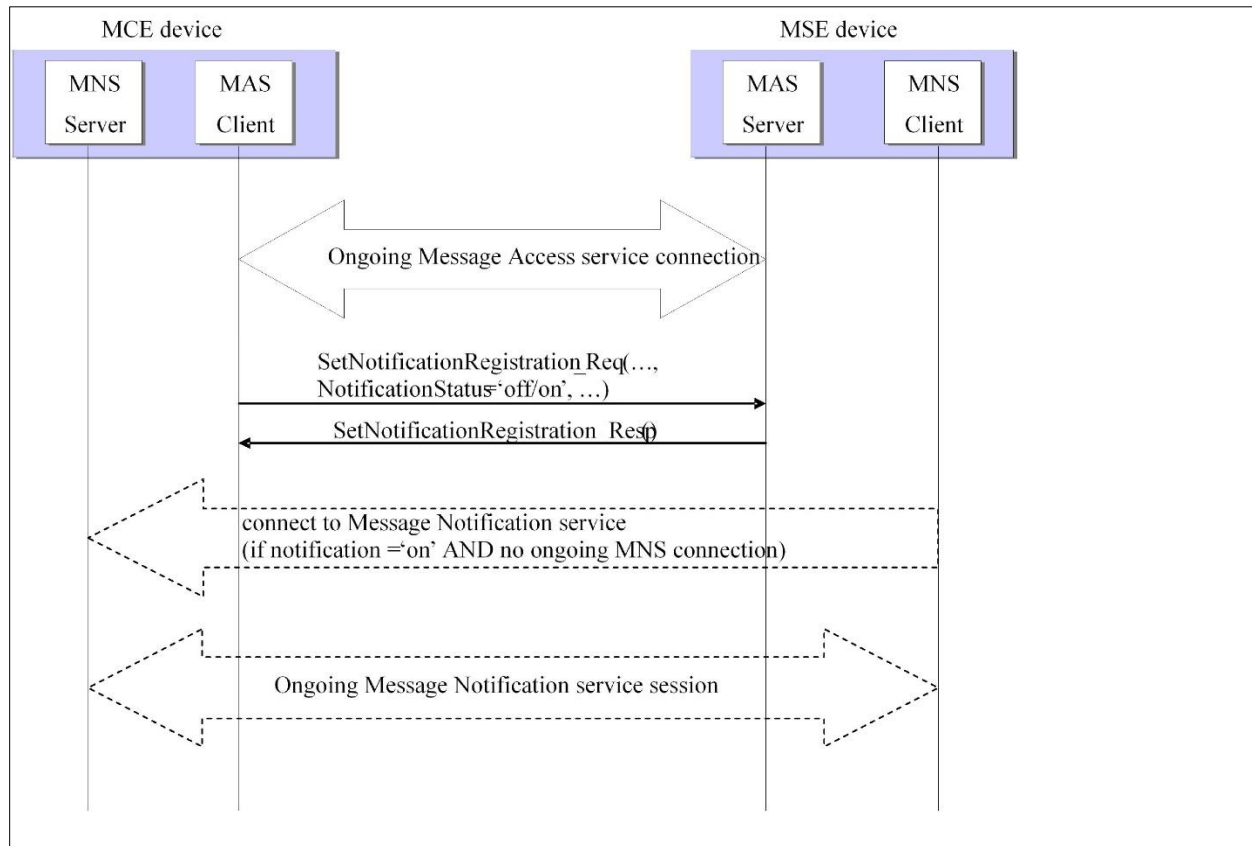 MCE device
MSE device
MNS
Server
MAS
Client
MAS
Server
MNS
Client
Ongoing Message Access service connection
SetNotificationRegistration_Req(…,
NotificationStatus=‘off/on’, …)
SetNotificationRegistration_Resp()
connect to Message Notification service
(if notification =‘on’ AND no ongoing MNS connection)
Ongoing Message Notification service session